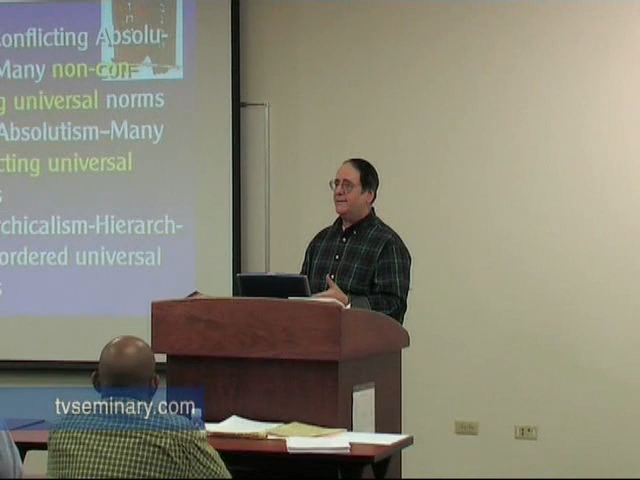 onflicting Absolu-
Many non-con-
g universal norms
Absolutism–Many
cting universal
s
rchicalism-Hierarch-
ordered universal
s
tvseminary.com